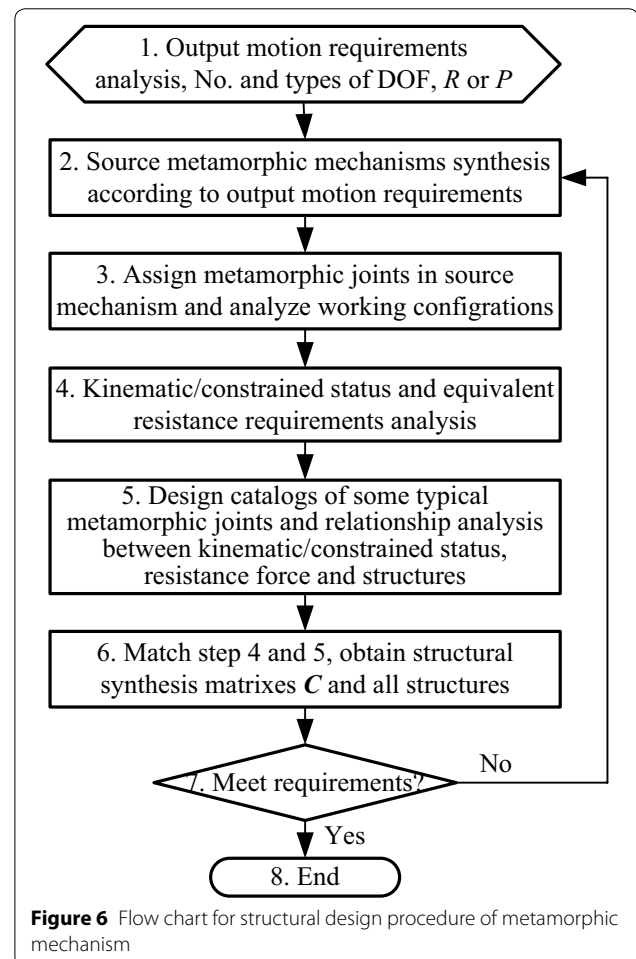 1. Output motion requirements
analysis, No. and types of DOF, R or P
2. Source metamorphic mechanisms synthesis
according to output motion requirements
3. Assign metamorphic joints in source
mechanism and analyze working configrations
4. Kinematic/constrained status and equivalent
resistance requirements analysis
5. Design catalogs of some typical
metamorphic joints and relationship analysis
between kinematic/constrained status,
resistance force and structures
6. Match step 4 and 5, obtain structural
synthesis matrixes C and all structures
7. Meet requirements?
No
Yes
8. End
Figure 6 Flow chart for structural design procedure of metamorphic
mechanism